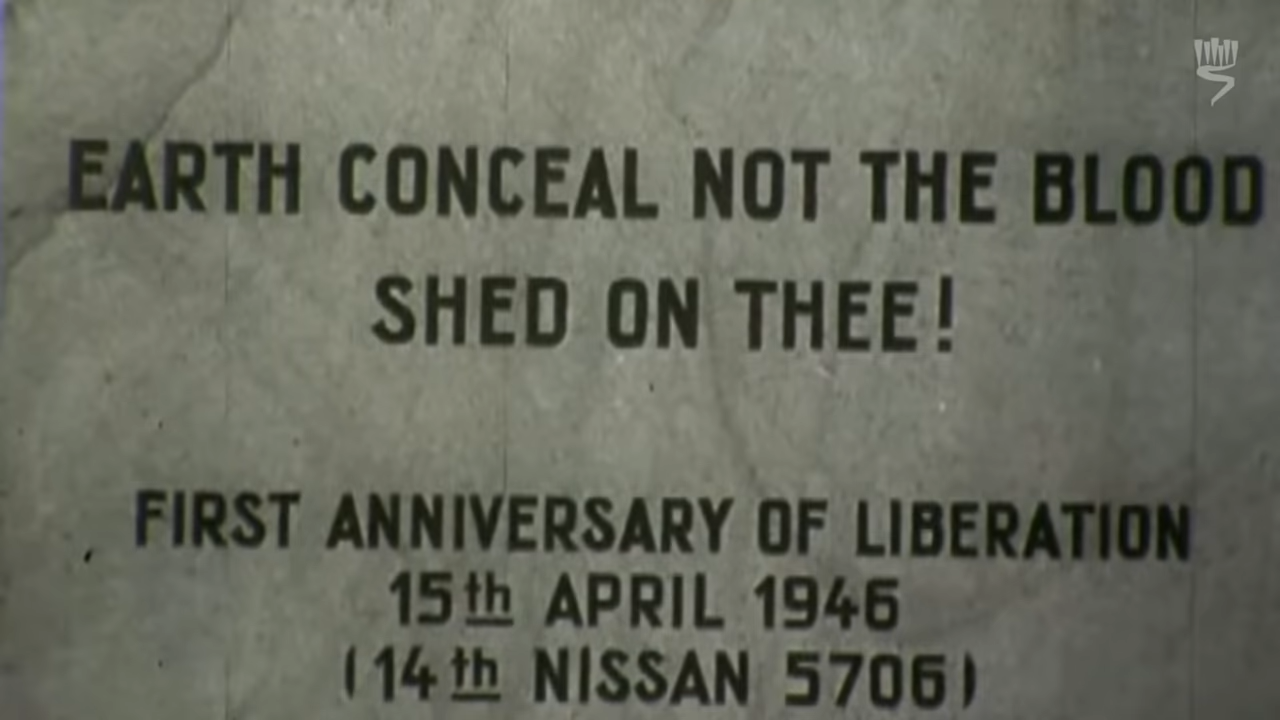 EARTH CONCEAL NOT THE BLOOD
SHED ON THEE!
FIRST ANNIVERSARY OF LIBERATION
15th APRIL 1946
(14th NISSAN 5706)